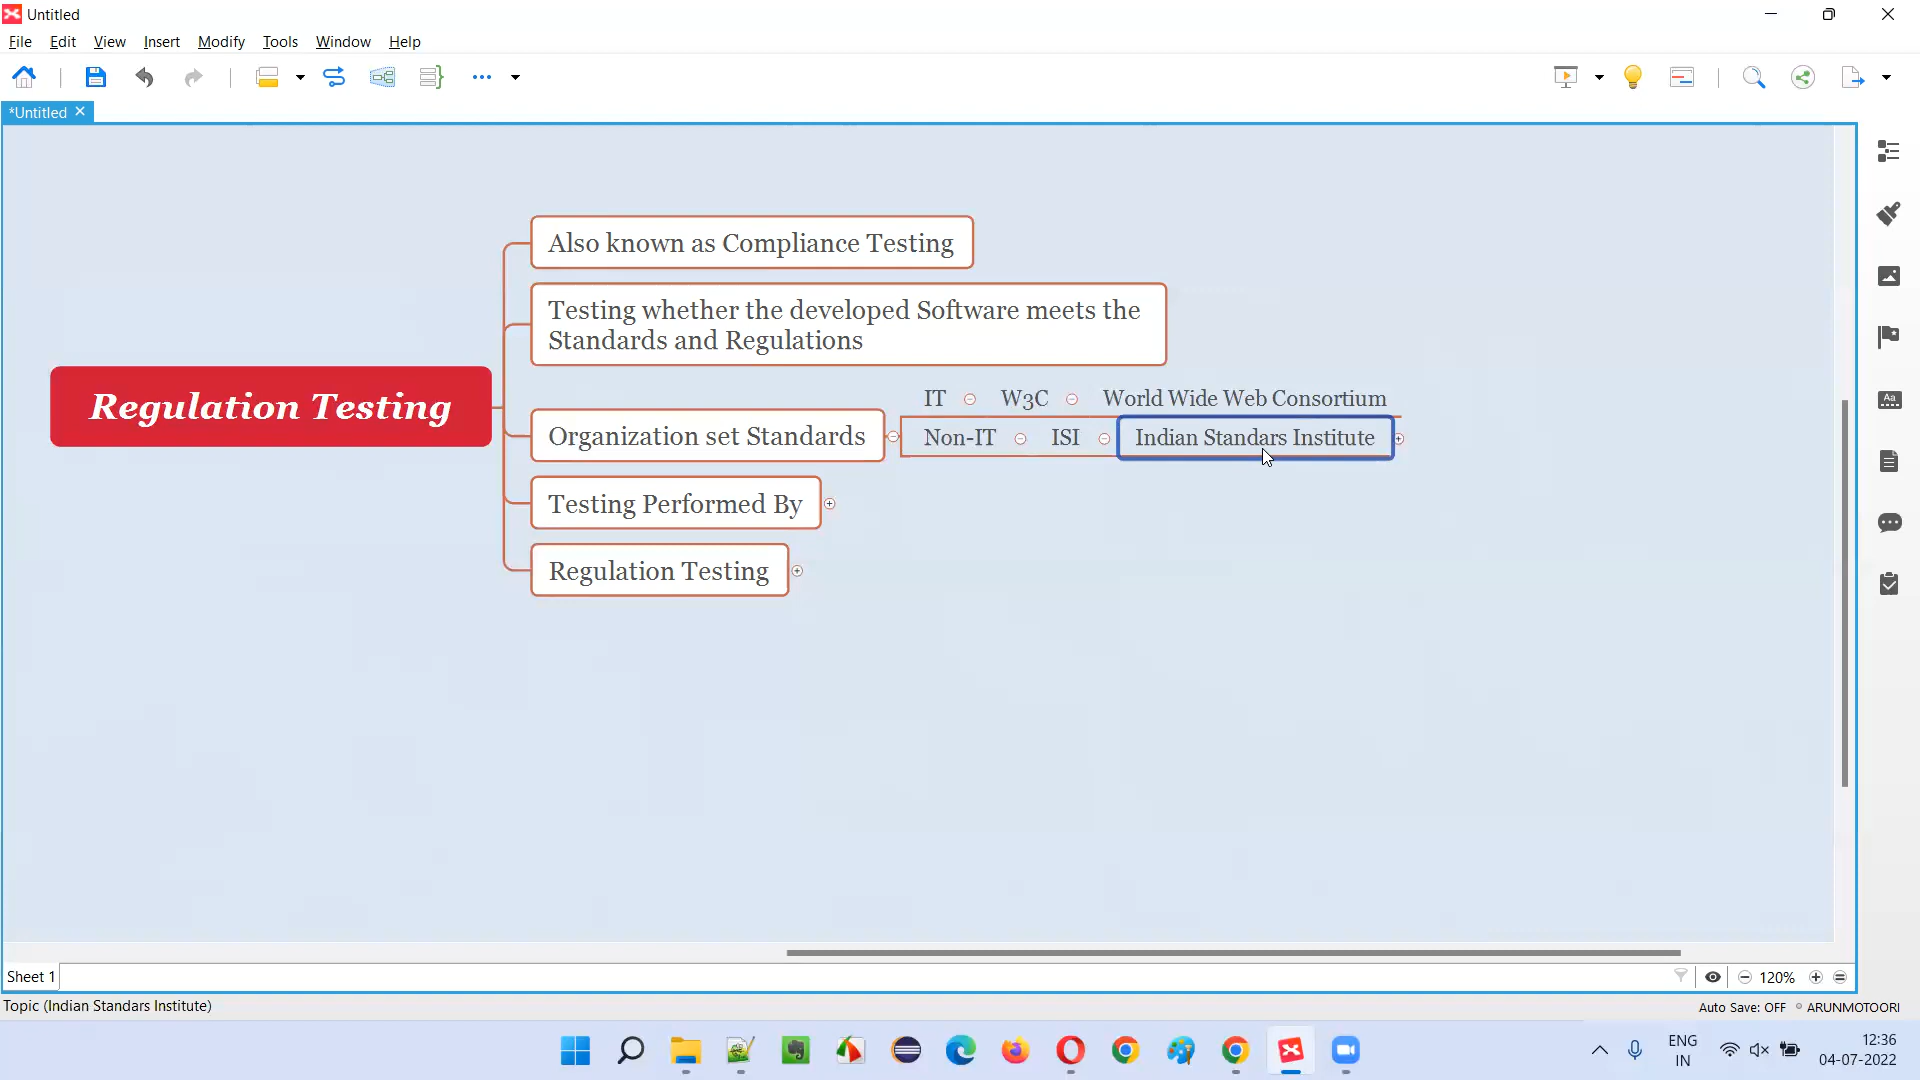 Untitled
File Edit View Insert Modify Tools Window Help
*Untitled
Also known as Compliance Testing
Testing whether the developed Software meets the
Standards and Regulations
Regulation Testing
IT W3C World Wide Web Consortium
Organization set Standards
Non-IT ISI Indian Standars Institute
Testing Performed By
Regulation Testing
Aa
Sheet 1
120%
Topic (Indian Standars Institute)
Auto Save: OFF ARUNMOTOORI
ENG
IN
12:36
04-07-2022